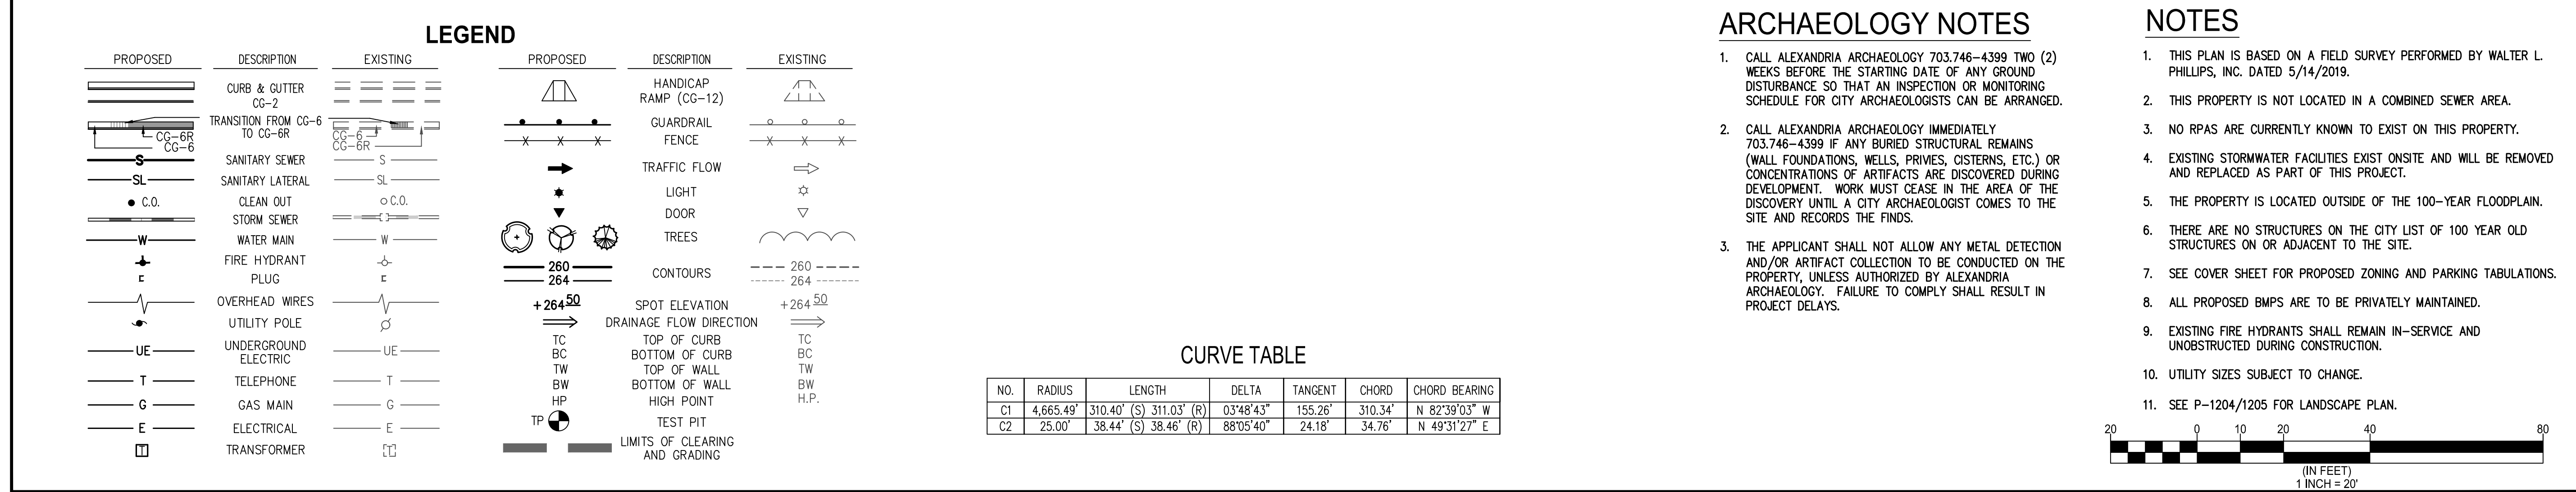 LEGEND
PROPOSED DESCRIPTION EXISTING
CURB & GUTTER
CG-2
TRANSITION FROM CG-6
TO CG-6R
CG-6R
CG-6
CG-6
CG-6R
S SANITARY SEWER S
SL SANITARY LATERAL SL
C.O. CLEAN OUT C.O.
STORM SEWER
W WATER MAIN W
FIRE HYDRANT
PLUG
OVERHEAD WIRES
UTILITY POLE
UE UNDERGROUND UE
ELECTRIC
T TELEPHONE T
G GAS MAIN G
E ELECTRICAL E
T TRANSFORMER T
PROPOSED DESCRIPTION EXISTING
HANDICAP
RAMP (CG-12)
GUARDRAIL
X X X FENCE X X X
TRAFFIC FLOW
LIGHT
DOOR
TREES
260 260
CONTOURS
264 264
+264 50 SPOT ELEVATION +264 50
DRAINAGE FLOW DIRECTION
TC TOP OF CURB TC
BC BOTTOM OF CURB BC
TW TOP OF WALL TW
BW BOTTOM OF WALL BW
HP HIGH POINT H.P.
TP TEST PIT
LIMITS OF CLEARING
AND GRADING
CURVE TABLE
NO. RADIUS LENGTH DELTA TANGENT CHORD CHORD BEARING
C1 4,665.49' 310.40' (S) 311.03' (R) 03°48'43" 155.26' 310.34' N 82°39'03" W
C2 25.00' 38.44' (S) 38.46' (R) 88°05'40" 24.18' 34.76' N 49°31'27" E
ARCHAEOLOGY NOTES
1. CALL ALEXANDRIA ARCHAEOLOGY 703.746-4399 TWO (2)
WEEKS BEFORE THE STARTING DATE OF ANY GROUND
DISTURBANCE SO THAT AN INSPECTION OR MONITORING
SCHEDULE FOR CITY ARCHAEOLOGISTS CAN BE ARRANGED.
2. CALL ALEXANDRIA ARCHAEOLOGY IMMEDIATELY
703.746-4399 IF ANY BURIED STRUCTURAL REMAINS
(WALL FOUNDATIONS, WELLS, PRIVIES, CISTERNS, ETC.) OR
CONCENTRATIONS OF ARTIFACTS ARE DISCOVERED DURING
DEVELOPMENT. WORK MUST CEASE IN THE AREA OF THE
DISCOVERY UNTIL A CITY ARCHAEOLOGIST COMES TO THE
SITE AND RECORDS THE FINDS.
3. THE APPLICANT SHALL NOT ALLOW ANY METAL DETECTION
AND/OR ARTIFACT COLLECTION TO BE CONDUCTED ON THE
PROPERTY, UNLESS AUTHORIZED BY ALEXANDRIA
ARCHAEOLOGY. FAILURE TO COMPLY SHALL RESULT IN
PROJECT DELAYS.
NOTES
1. THIS PLAN IS BASED ON A FIELD SURVEY PERFORMED BY WALTER L.
PHILLIPS, INC. DATED 5/14/2019.
2. THIS PROPERTY IS NOT LOCATED IN A COMBINED SEWER AREA.
3. NO RPAS ARE CURRENTLY KNOWN TO EXIST ON THIS PROPERTY.
4. EXISTING STORMWATER FACILITIES EXIST ONSITE AND WILL BE REMOVED
AND REPLACED AS PART OF THIS PROJECT.
5. THE PROPERTY IS LOCATED OUTSIDE OF THE 100-YEAR FLOODPLAIN.
6. THERE ARE NO STRUCTURES ON THE CITY LIST OF 100 YEAR OLD
STRUCTURES ON OR ADJACENT TO THE SITE.
7. SEE COVER SHEET FOR PROPOSED ZONING AND PARKING TABULATIONS.
8. ALL PROPOSED BMPS ARE TO BE PRIVATELY MAINTAINED.
9. EXISTING FIRE HYDRANTS SHALL REMAIN IN-SERVICE AND
UNOBSTRUCTED DURING CONSTRUCTION.
10. UTILITY SIZES SUBJECT TO CHANGE.
11. SEE P-1204/1205 FOR LANDSCAPE PLAN.
20 0 10 20 40 80
(IN FEET)
1 INCH = 20'